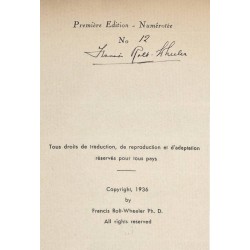 Première Edition - Numérotée
No 12
Francis Rolt-Wheeler
Tous droits de traduction, de reproduction et d'adaptation
réservés pour tous pays.
Copyright, 1936
by
Francis Rolt-Wheeler Ph. D.
All rights reserved